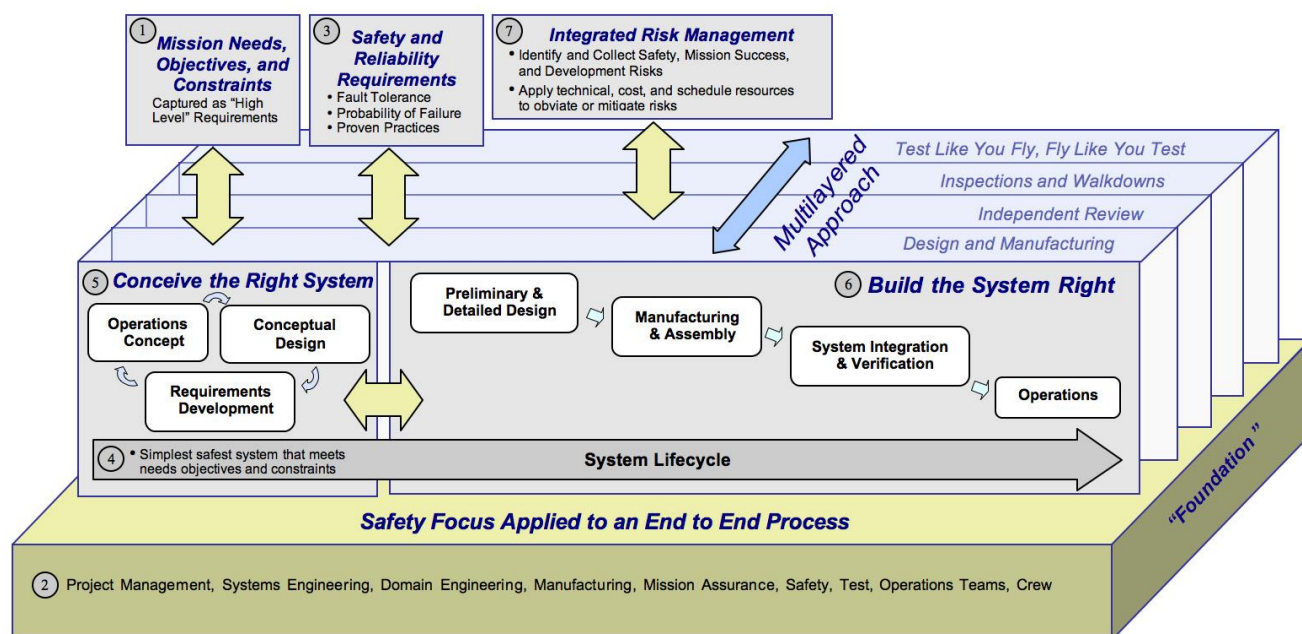 1
Mission Needs,
Objectives, and
Constraints
Captured as “High
Level” Requirements
3
Safety and
Reliability
Requirements
• Fault Tolerance
• Probability of Failure
• Proven Practices
7
Integrated Risk Management
• Identify and Collect Safety, Mission Success,
and Development Risks
• Apply technical, cost, and schedule resources
to obviate or mitigate risks
Multilayered
Approach
Test Like You Fly, Fly Like You Test
Inspections and Walkdowns
Independent Review
Design and Manufacturing
5
Conceive the Right System
Operations
Concept
Conceptual
Design
Requirements
Development
6
Build the System Right
Preliminary &
Detailed Design
Manufacturing
& Assembly
System Integration
& Verification
Operations
4
• Simplest safest system that meets
needs objectives and constraints
System Lifecycle
Safety Focus Applied to an End to End Process
“Foundation”
2
Project Management, Systems Engineering, Domain Engineering, Manufacturing, Mission Assurance, Safety, Test, Operations Teams, Crew